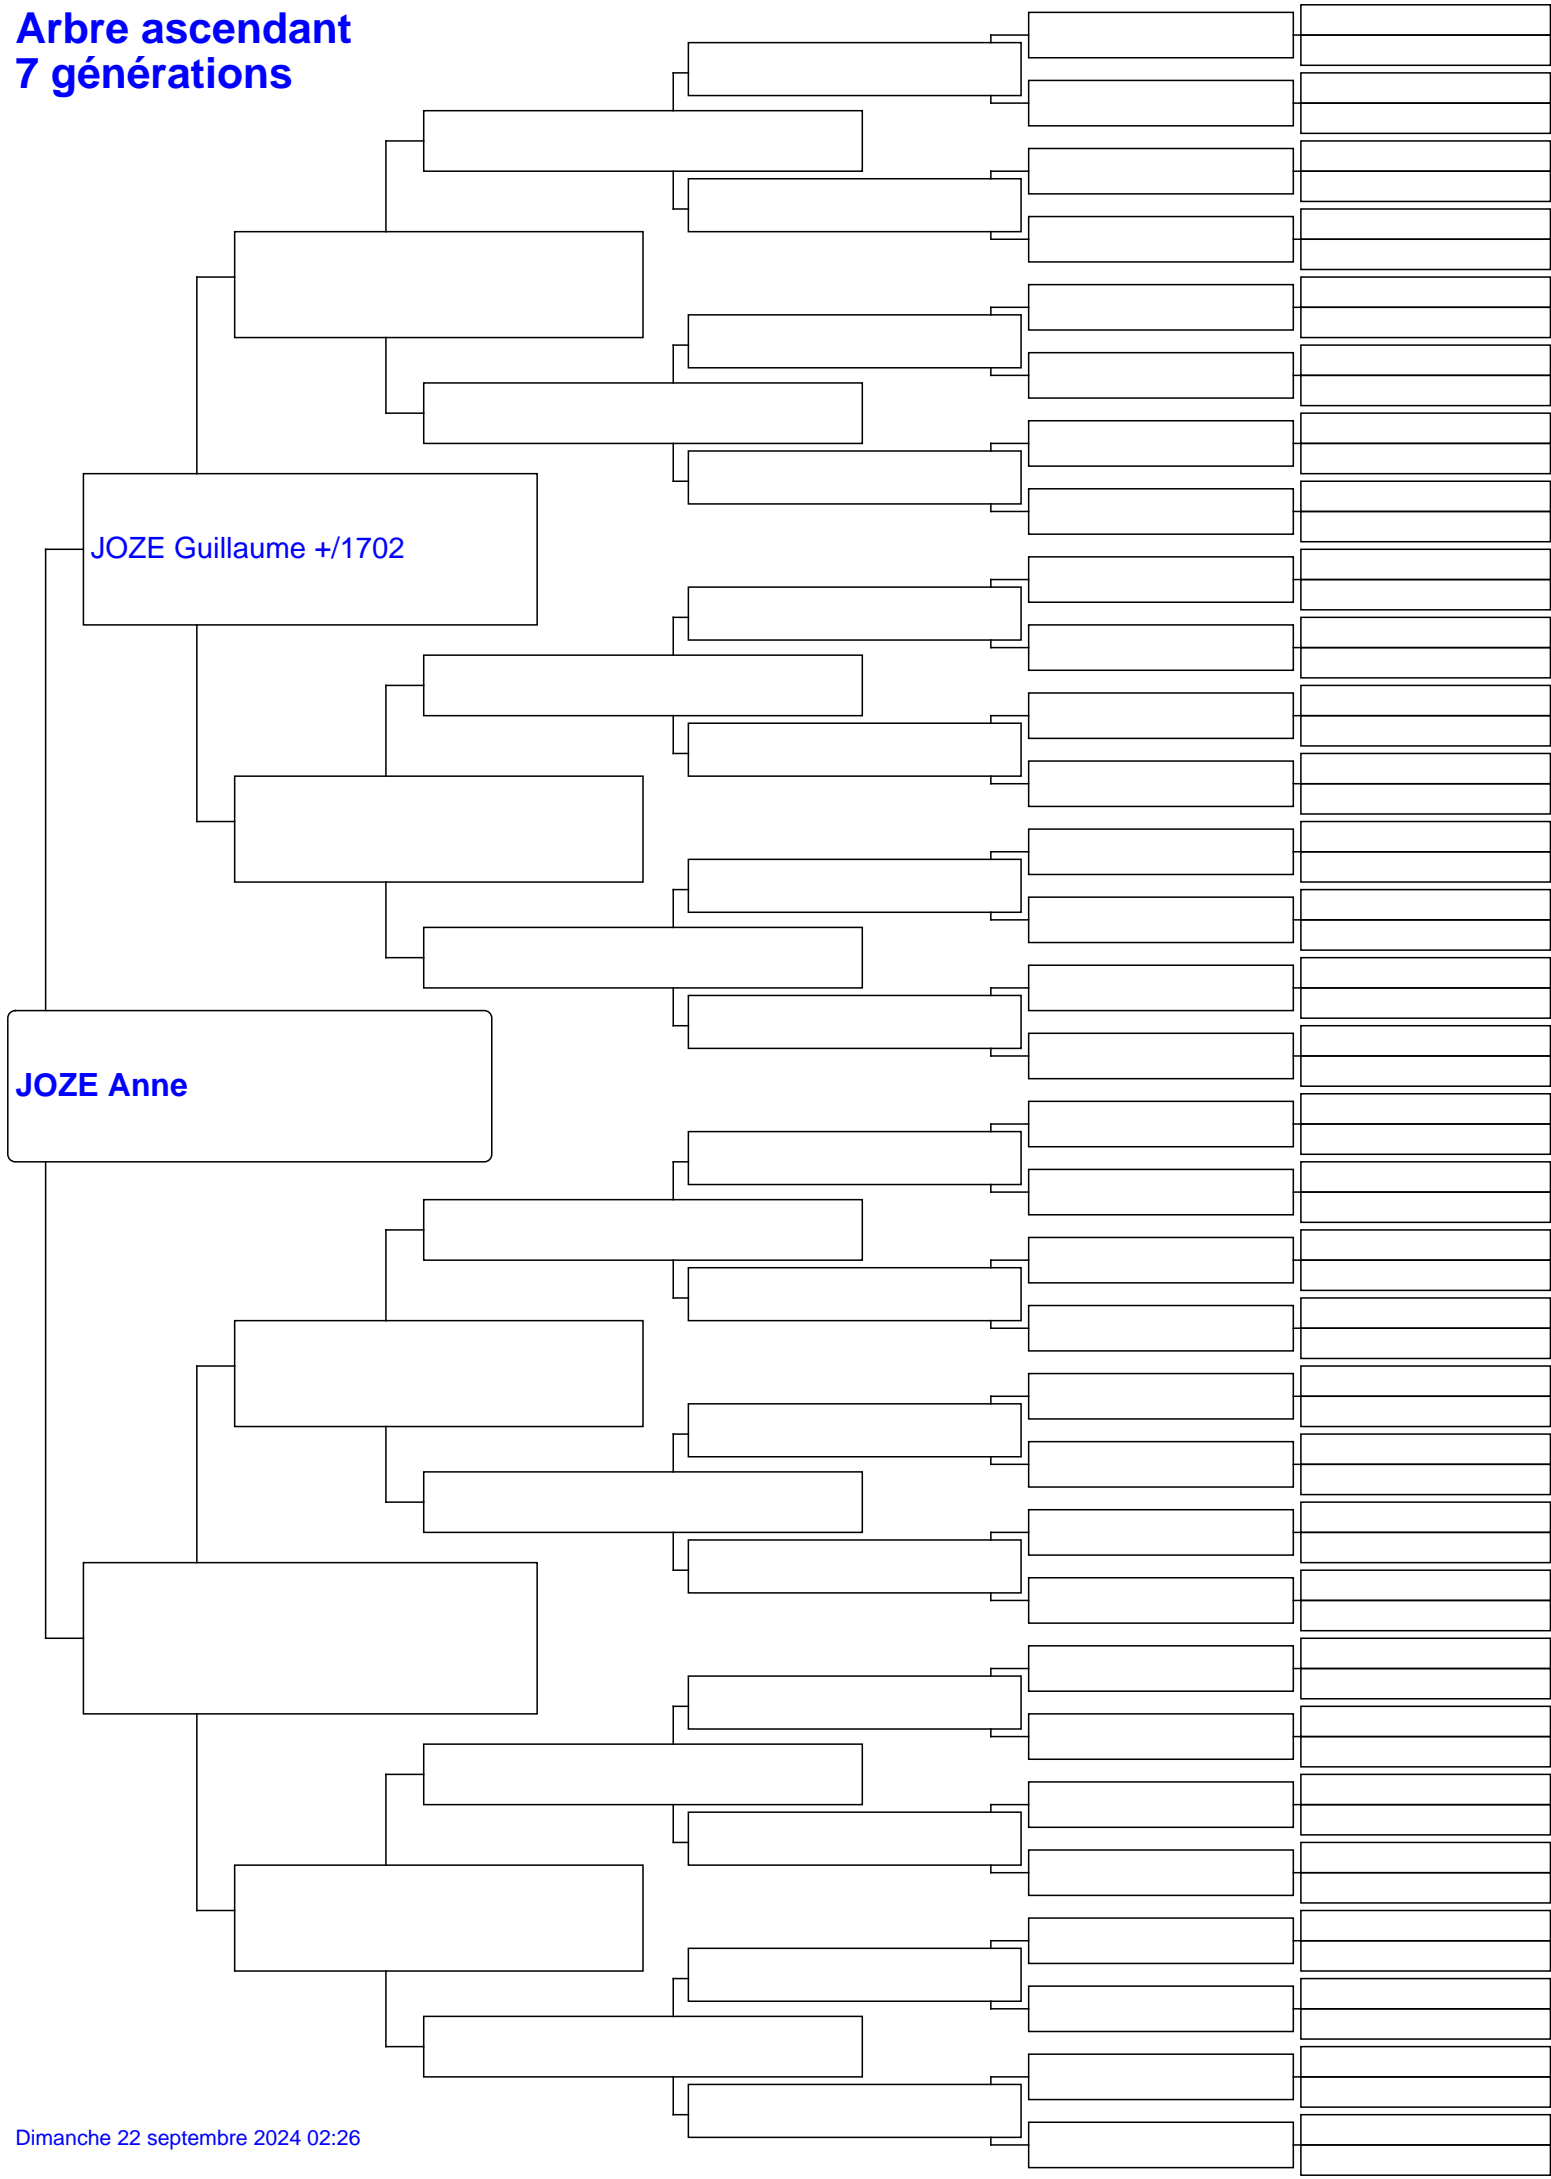 Arbre ascendant
7 générations
JOZE Guillaume +/1702
JOZE Anne
Dimanche 22 septembre 2024 02:26